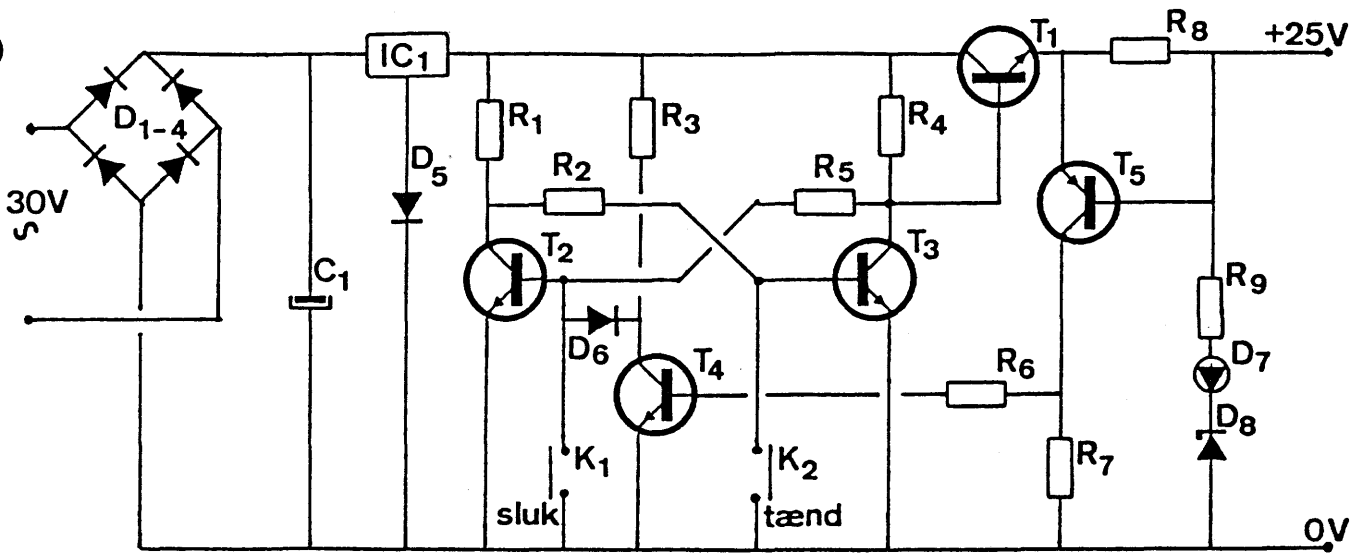 )
T1
R8
+25V
IC1
D1-4
R1
R3
R4
D5
R2
R5
T5
30V
T2
T3
C1
R9
D6
T4
R6
D7
D8
K1
K2
R7
sluk
tænd
0V